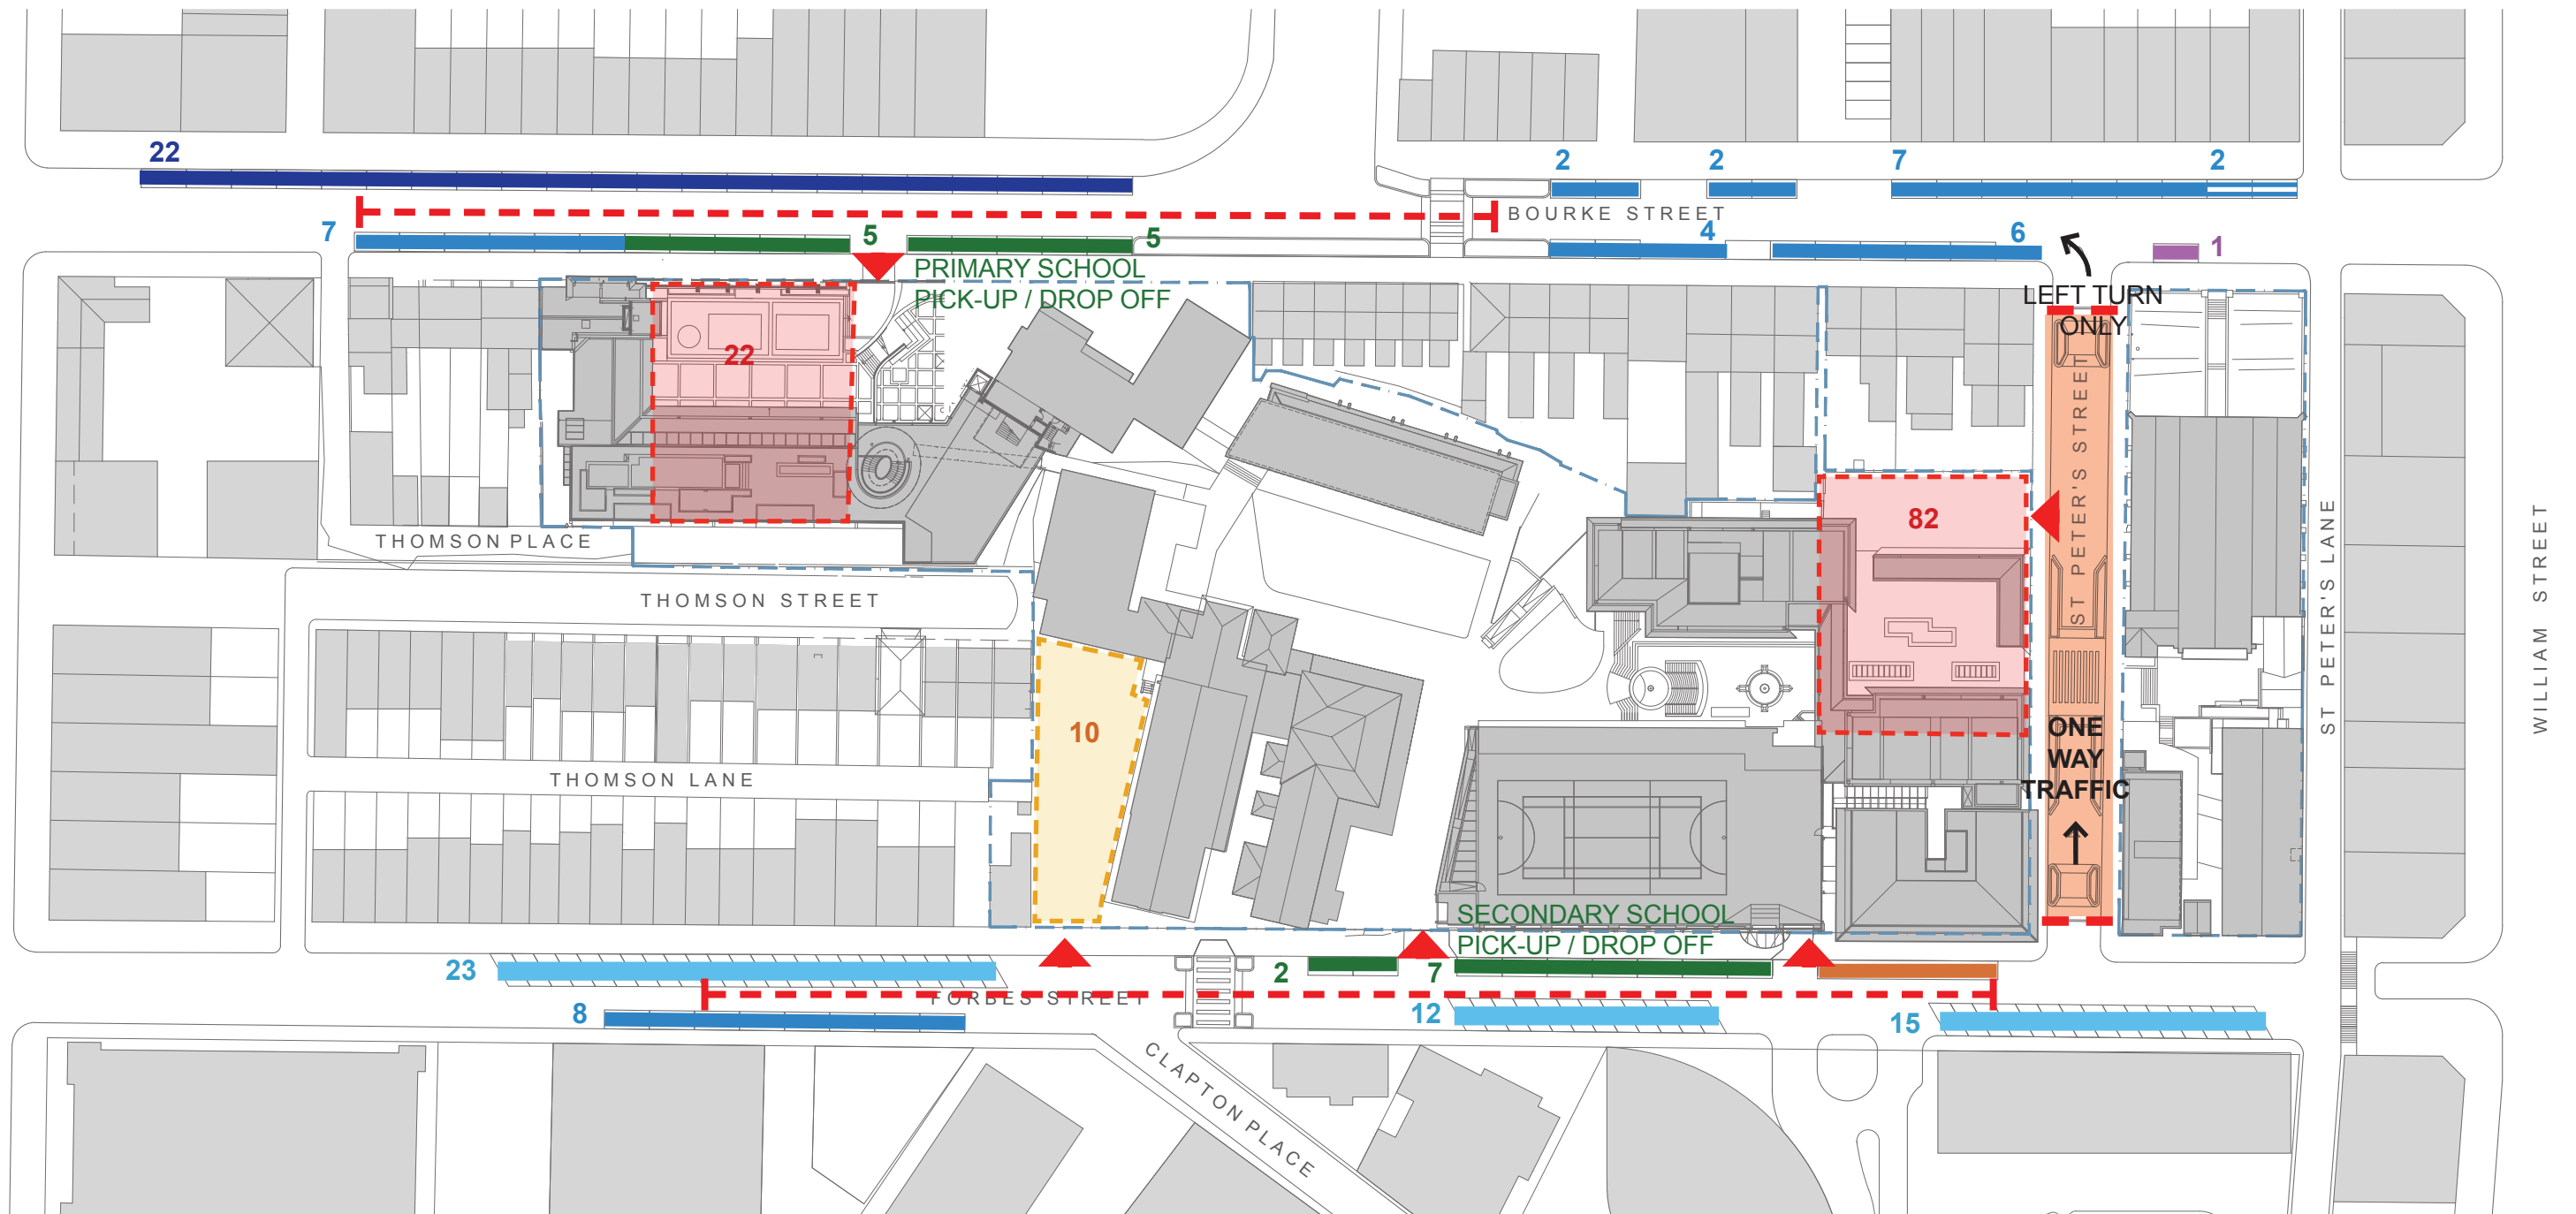 22
2
2
7
2
BOURKE STREET
7
5
5
4
6
1
PRIMARY SCHOOL
PICK-UP / DROP OFF
LEFT TURN
ONLY
22
ST PETER'S STREET
82
ST PETER'S LANE
WILLIAM STREET
THOMSON PLACE
THOMSON STREET
10
ONE
WAY
TRAFFIC
THOMSON LANE
SECONDARY SCHOOL
PICK-UP / DROP OFF
23
2
7
FORBES STREET
8
12
15
CLAPTON PLACE